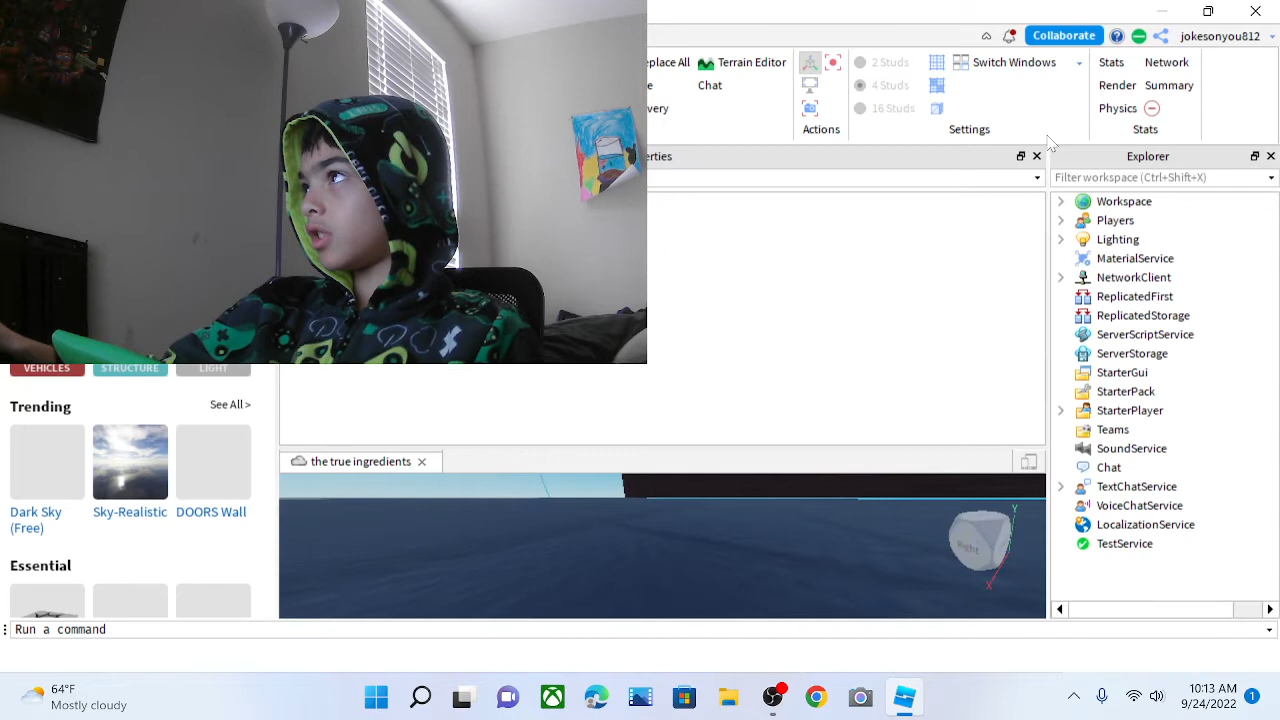 Collaborate
jokesonyou812
place All
Terrain Editor
2 Studs
Switch Windows
Stats
Network
Chat
4 Studs
Render
Summary
16 Studs
Physics
Actions
Settings
Stats
erties
Explorer
Filter workspace (Ctrl+Shift+X)
Workspace
Players
Lighting
MaterialService
NetworkClient
ReplicatedFirst
ReplicatedStorage
ServerScriptService
ServerStorage
StarterGui
StarterPack
StarterPlayer
Teams
SoundService
Chat
TextChatService
VoiceChatService
LocalizationService
TestService
VEHICLES
STRUCTURE
LIGHT
Trending
See All >
Dark Sky
(Free)
Sky-Realistic
DOORS Wall
Essential
the true ingredients
Right
Y
X
Run a command
64°F
Mostly cloudy
10:13 AM
9/24/2022
1